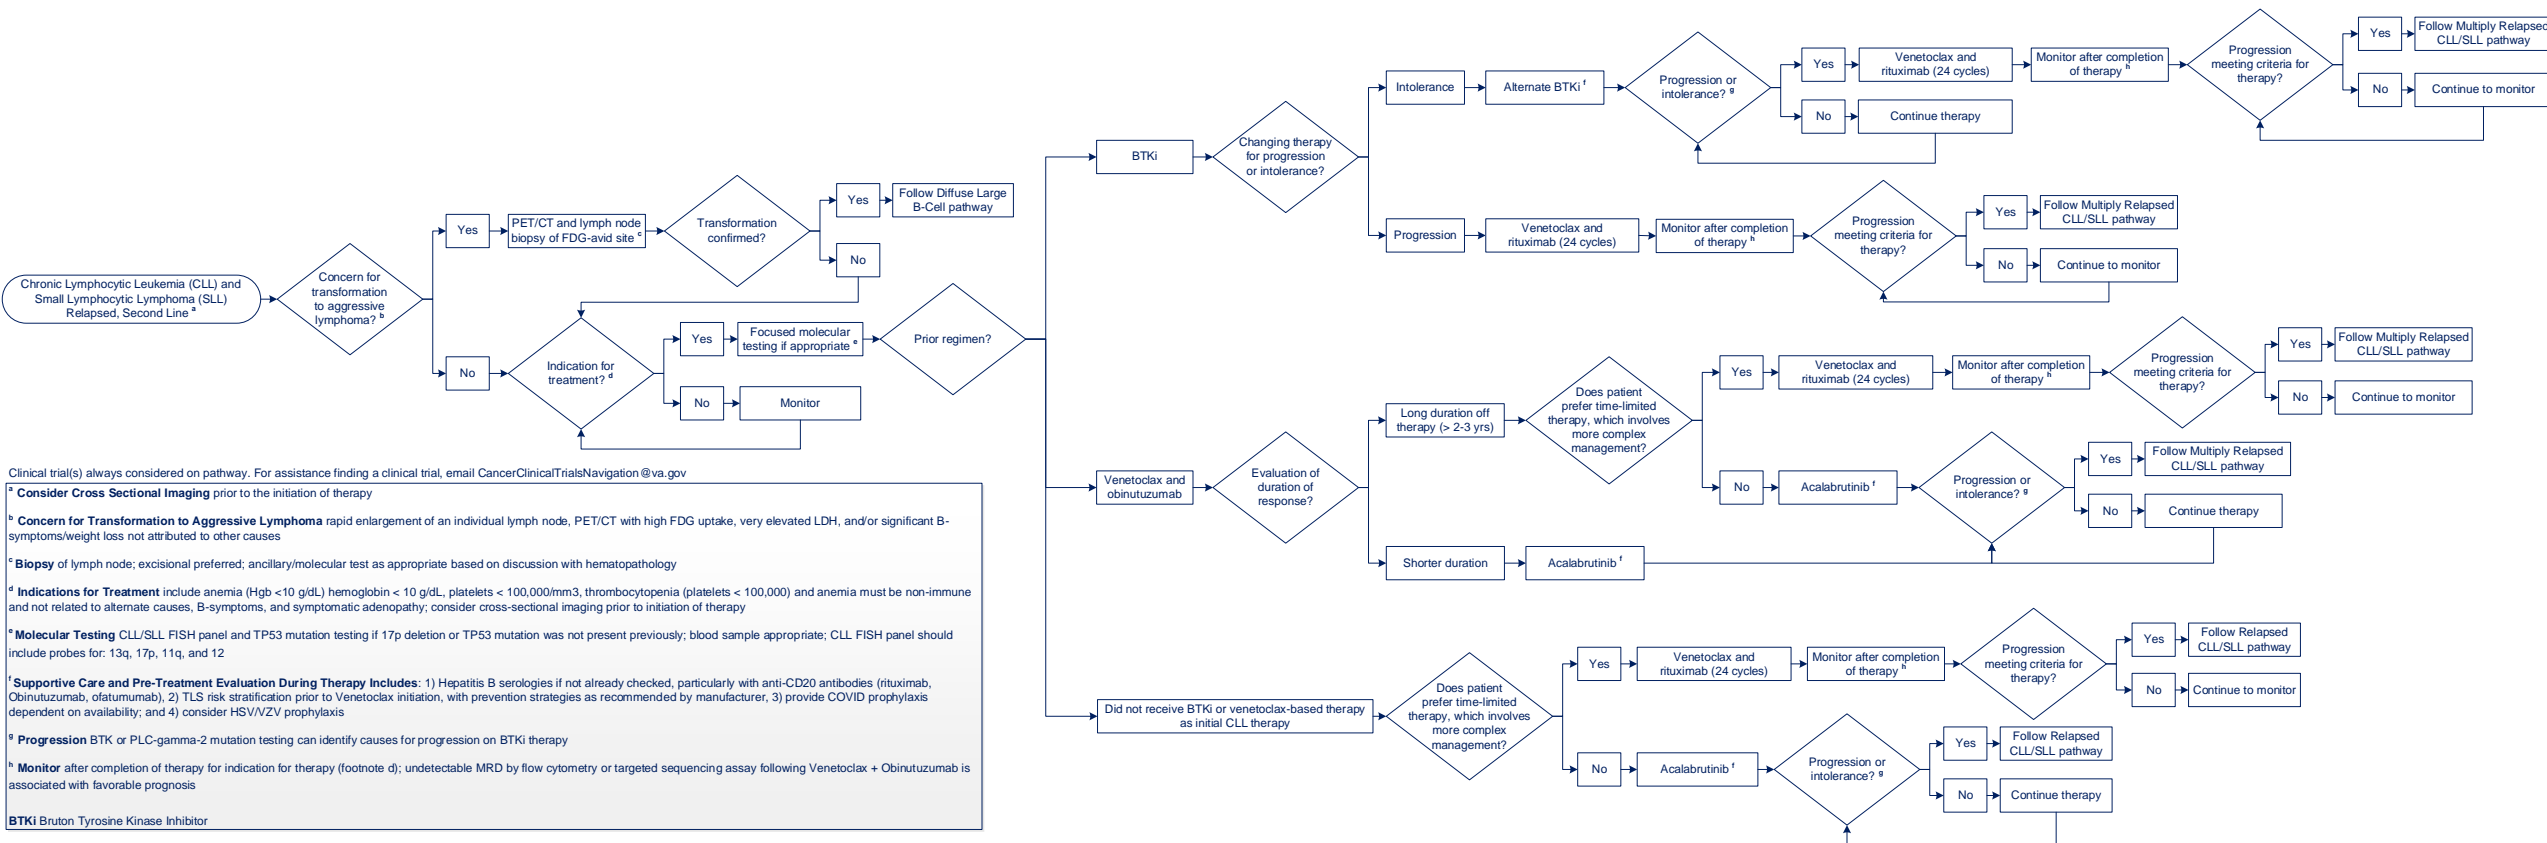 Chronic Lymphocytic Leukemia (CLL) and
Small Lymphocytic Lymphoma (SLL)
Relapsed, Second Line a
Concern for
transformation
to aggressive
lymphoma? b
Yes
PET/CT and lymph node
biopsy of FDG-avid site c
Transformation
confirmed?
Yes
Follow Diffuse Large
B-Cell pathway
No
No
Indication for
treatment? d
Yes
Focused molecular
testing if appropriate e
No
Monitor
Prior regimen?
BTKi
Changing therapy
for progression
or intolerance?
Intolerance
Alternate BTKi f
Progression or
intolerance? g
Yes
Venetoclax and
rituximab (24 cycles)
Monitor after completion
of therapy h
Progression
meeting criteria for
therapy?
Yes
Follow Multiply Relapsed
CLL/SLL pathway
No
Continue to monitor
No
Continue therapy
Progression
Venetoclax and
rituximab (24 cycles)
Monitor after completion
of therapy h
Progression
meeting criteria for
therapy?
Yes
Follow Multiply Relapsed
CLL/SLL pathway
No
Continue to monitor
Venetoclax and
obinutuzumab
Evaluation of
duration of
response?
Long duration off
therapy (> 2-3 yrs)
Does patient
prefer time-limited
therapy, which involves
more complex
management?
Yes
Venetoclax and
rituximab (24 cycles)
Monitor after completion
of therapy h
Progression
meeting criteria for
therapy?
Yes
Follow Multiply Relapsed
CLL/SLL pathway
No
Continue to monitor
No
Acalabrutinib f
Progression or
intolerance? g
Yes
Follow Multiply Relapsed
CLL/SLL pathway
No
Continue therapy
Shorter duration
Acalabrutinib f
Did not receive BTKi or venetoclax-based therapy
as initial CLL therapy
Does patient
prefer time-limited
therapy, which involves
more complex
management?
Yes
Venetoclax and
rituximab (24 cycles)
Monitor after completion
of therapy h
Progression
meeting criteria for
therapy?
Yes
Follow Relapsed
CLL/SLL pathway
No
Continue to monitor
No
Acalabrutinib f
Progression or
intolerance? g
Yes
Follow Relapsed
CLL/SLL pathway
No
Continue therapy
Clinical trial(s) always considered on pathway. For assistance finding a clinical trial, email CancerClinicalTrialsNavigation@va.gov
a Consider Cross Sectional Imaging prior to the initiation of therapy
b Concern for Transformation to Aggressive Lymphoma rapid enlargement of an individual lymph node, PET/CT with high FDG uptake, very elevated LDH, and/or significant B-
symptoms/weight loss not attributed to other causes
c Biopsy of lymph node; excisional preferred; ancillary/molecular test as appropriate based on discussion with hematopathology
d Indications for Treatment include anemia (Hgb <10 g/dL) hemoglobin < 10 g/dL, platelets < 100,000/mm3, thrombocytopenia (platelets < 100,000) and anemia must be non-immune
and not related to alternate causes, B-symptoms, and symptomatic adenopathy; consider cross-sectional imaging prior to initiation of therapy
e Molecular Testing CLL/SLL FISH panel and TP53 mutation testing if 17p deletion or TP53 mutation was not present previously; blood sample appropriate; CLL FISH panel should
include probes for: 13q, 17p, 11q, and 12
f Supportive Care and Pre-Treatment Evaluation During Therapy Includes: 1) Hepatitis B serologies if not already checked, particularly with anti-CD20 antibodies (rituximab,
Obinutuzumab, ofatumumab), 2) TLS risk stratification prior to Venetoclax initiation, with prevention strategies as recommended by manufacturer, 3) provide COVID prophylaxis
dependent on availability; and 4) consider HSV/VZV prophylaxis
g Progression BTK or PLC-gamma-2 mutation testing can identify causes for progression on BTKi therapy
h Monitor after completion of therapy for indication for therapy (footnote d); undetectable MRD by flow cytometry or targeted sequencing assay following Venetoclax + Obinutuzumab is
associated with favorable prognosis
BTKi Bruton Tyrosine Kinase Inhibitor